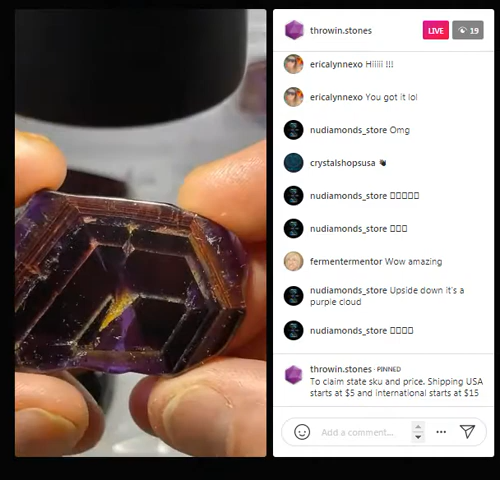 throwin.stones
LIVE 19
ericalynnexo Hiiiii !!!
ericalynnexo You got it lol
nudiamonds_store Omg
crystalshopsusa
nudiamonds_store □□□□□
nudiamonds_store □□□
fermentermentor Wow amazing
nudiamonds_store Upside down it's a
purple cloud
nudiamonds_store □□□□
throwin.stones · PINNED
To claim state sku and price. Shipping USA
starts at $5 and international starts at $15
Add a comment...